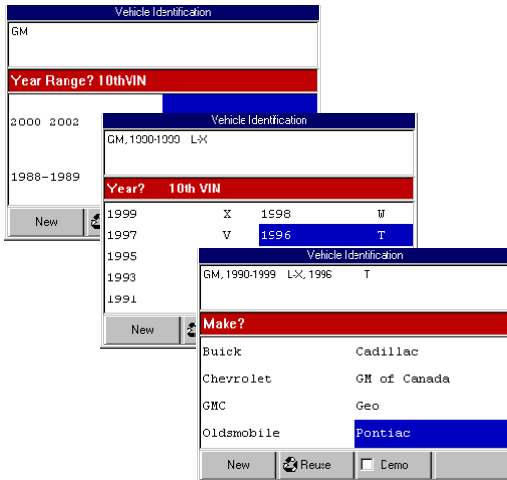 Vehicle Identification
GM
Year Range? 10thVIN
2000 2002
1988-1989
New
Vehicle Identification
GM, 1990-1999 L-X
Year? 10th VIN
1999 X 1998 W
1997 V 1996 T
1995
1993
1991
New
Vehicle Identification
GM, 1990-1999 L-X, 1996 T
Make?
Buick Cadillac
Chevrolet GM of Canada
GMC Geo
Oldsmobile Pontiac
New Reuse Demo